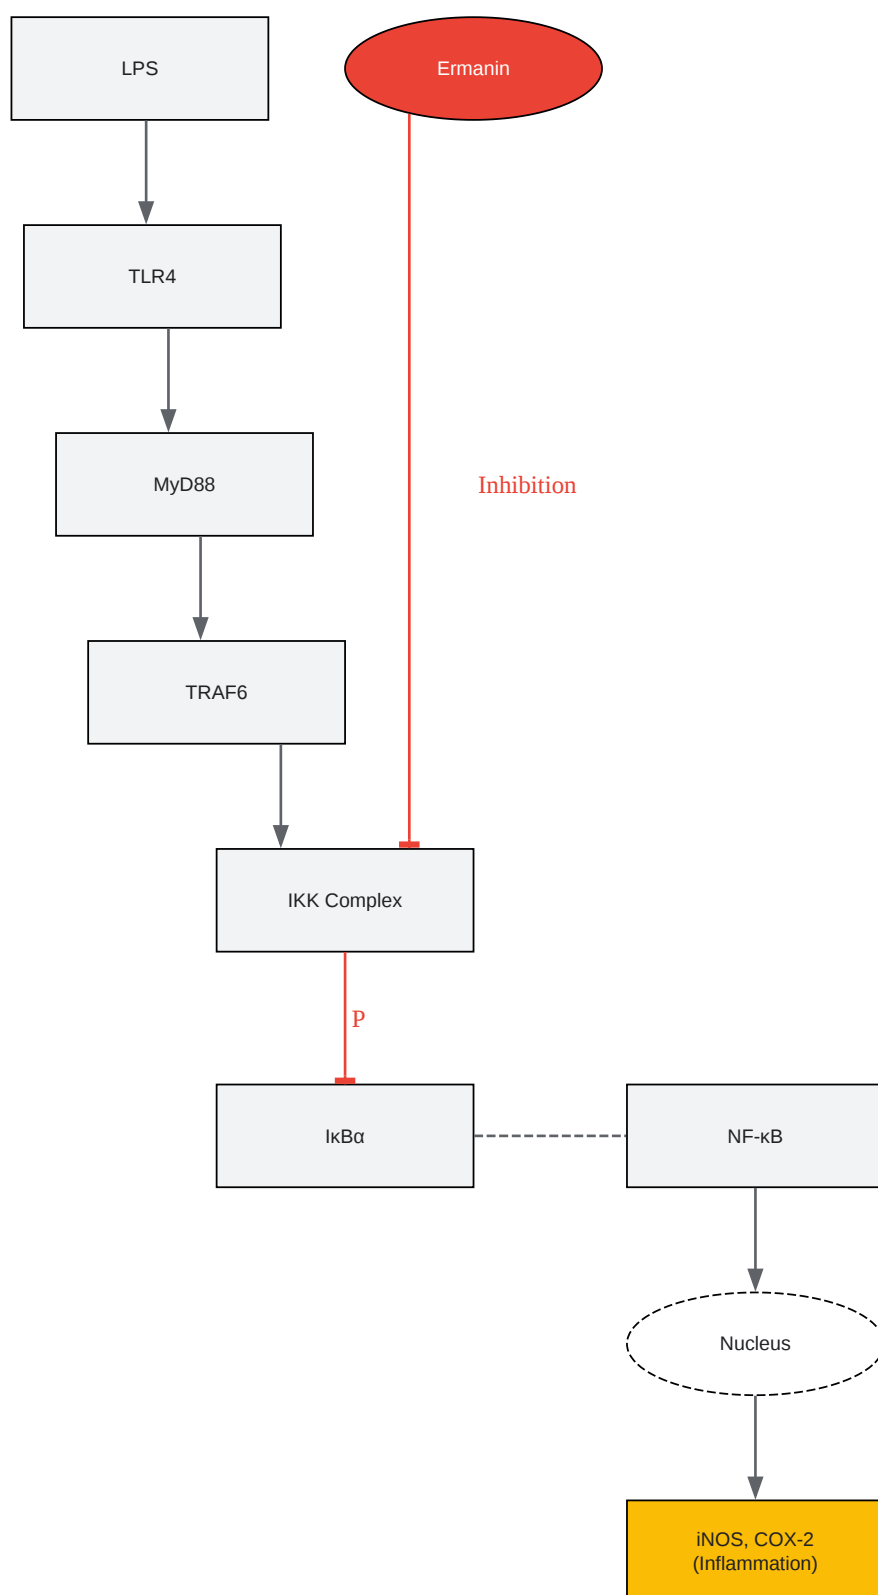 LPS
Ermanin
TLR4
MyD88
Inhibition
TRAF6
IKK Complex
P
IκBα
NF-κB
Nucleus
iNOS, COX-2
(Inflammation)